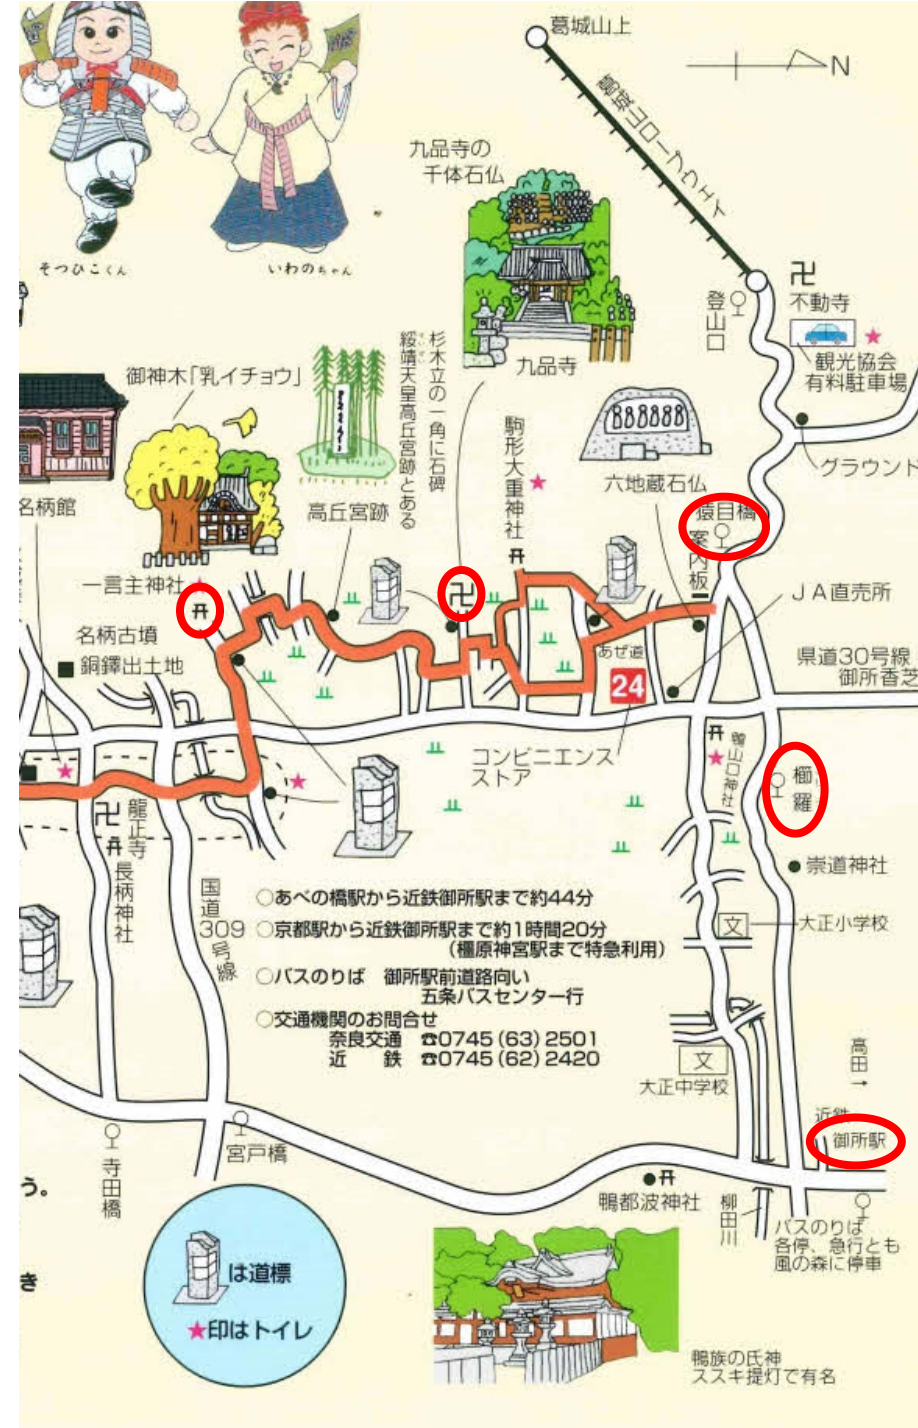 葛城山上
N
葛城山ロープウェイ
九品寺の
千体石仏
そつひこくん
いわのちゃん
登山口
不動寺
観光協会
有料駐車場
九品寺
御神木「乳イチョウ」
杉木立の一角に石碑
綏靖天皇高丘宮跡とある
駒形大重神社
グラウンド
六地蔵石仏
名柄館
高丘宮跡
猿目橋
案内板
一言主神社
JA直売所
名柄古墳
銅鐸出土地
あぜ道
24
県道30号線
御所香芝
コンビニエンス
ストア
鴨山口神社
櫛羅
龍正寺
長柄神社
崇道神社
国道309号線
○あべの橋駅から近鉄御所駅まで約44分
○京都駅から近鉄御所駅まで約1時間20分
(橿原神宮駅まで特急利用)
○バスのりば 御所駅前道路向い
五条バスセンター行
○交通機関のお問合せ
奈良交通 ☎0745(63)2501
近鉄 ☎0745(62)2420
文
大正小学校
文
大正中学校
高田→
近鉄
御所駅
宮戸橋
寺田橋
う。
鴨都波神社
柳田川
バスのりば
各停、急行とも
風の森に停車
き
は道標
★印はトイレ
鴨族の氏神
ススキ提灯で有名